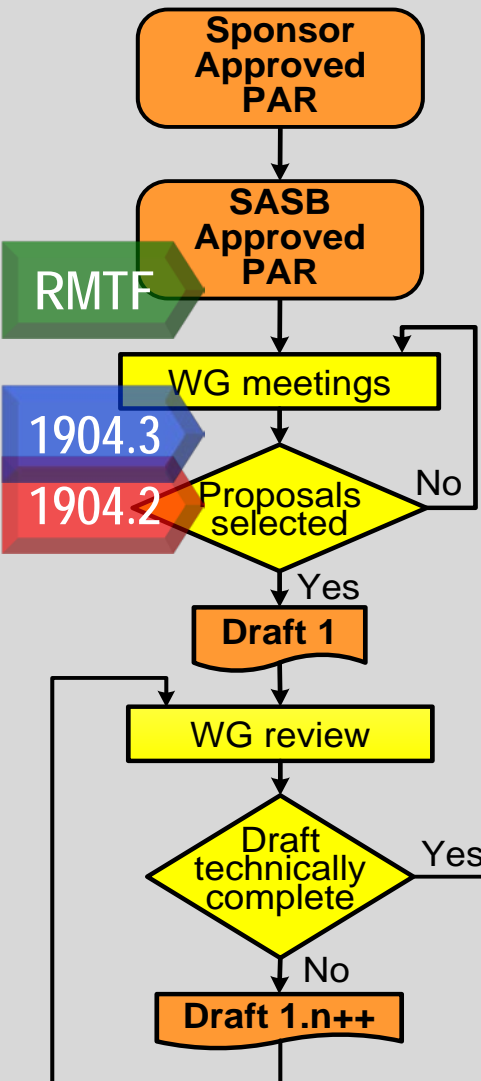 Sponsor
Approved
PAR
SASB
Approved
PAR
RMTF
WG meetings
1904.3
1904.2
Proposals
selected
No
Yes
Draft 1
WG review
Draft
technically
complete
Yes
No
Draft 1.n++